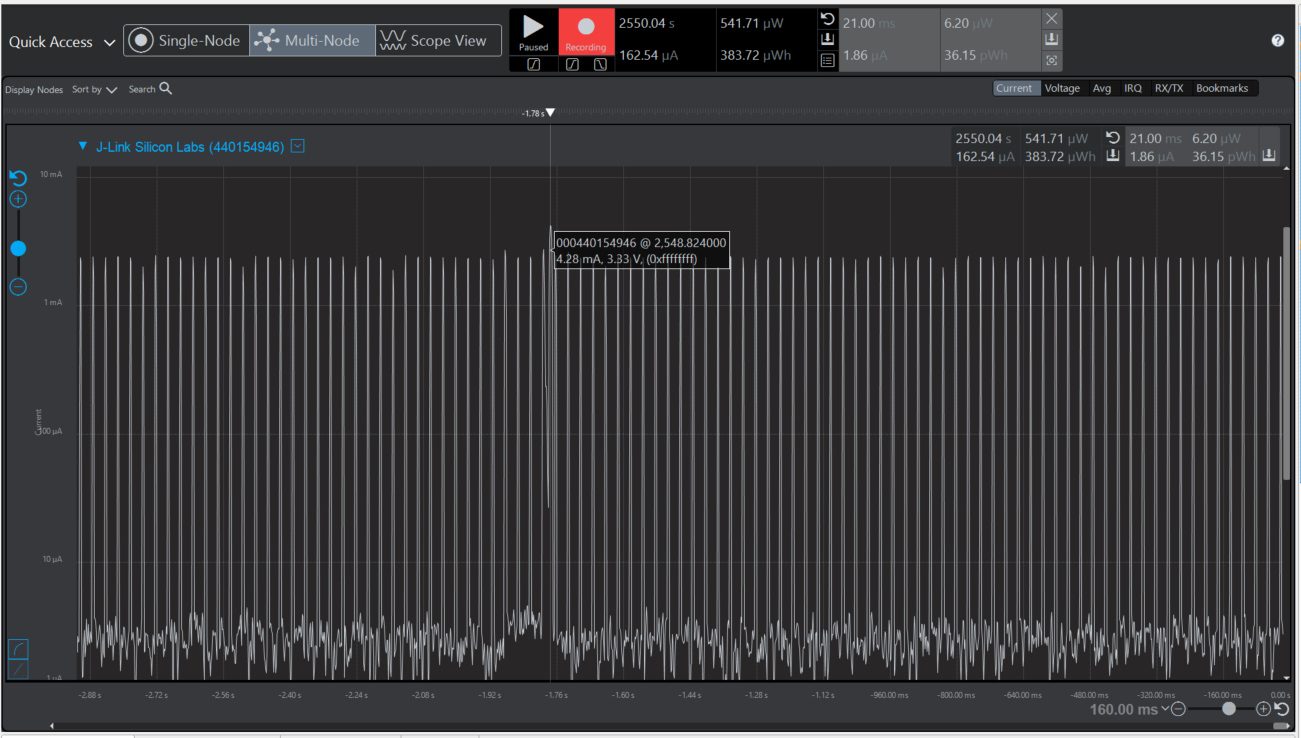 Quick Access
Single-Node
Multi-Node
Scope View
Paused
Recording
2550.04 s 541.71 µW
162.54 µA 383.72 µWh
21.00 ms 6.20 µW
1.86 µA 36.15 pWh
Display Nodes Sort by Search
Current Voltage Avg IRQ RX/TX Bookmarks
-1.78 s
J-Link Silicon Labs (440154946)
2550.04 s 541.71 µW 21.00 ms 6.20 µW
162.54 µA 383.72 µWh 1.86 µA 36.15 pWh
10 mA
000440154946 @ 2,548.824000
4.28 mA, 3.33 V, (0xffffffff)
1 mA
Current
100 µA
10 µA
1 µA
-2.88 s -2.72 s -2.56 s -2.40 s -2.24 s -2.08 s -1.92 s -1.76 s -1.60 s -1.44 s -1.28 s -1.12 s -960.00 ms -800.00 ms -640.00 ms -480.00 ms -320.00 ms -160.00 ms 0.00 s
160.00 ms